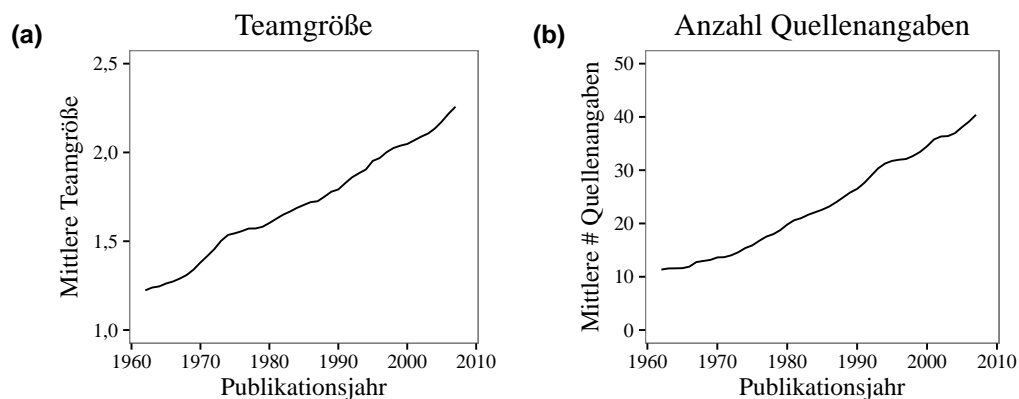 (a)
Teamgröße
Mittlere Teamgröße
2,5
2,0
1,5
1,0
1960 1970 1980 1990 2000 2010
Publikationsjahr
(b)
Anzahl Quellenangaben
Mittlere # Quellenangaben
50
40
30
20
10
0
1960 1970 1980 1990 2000 2010
Publikationsjahr